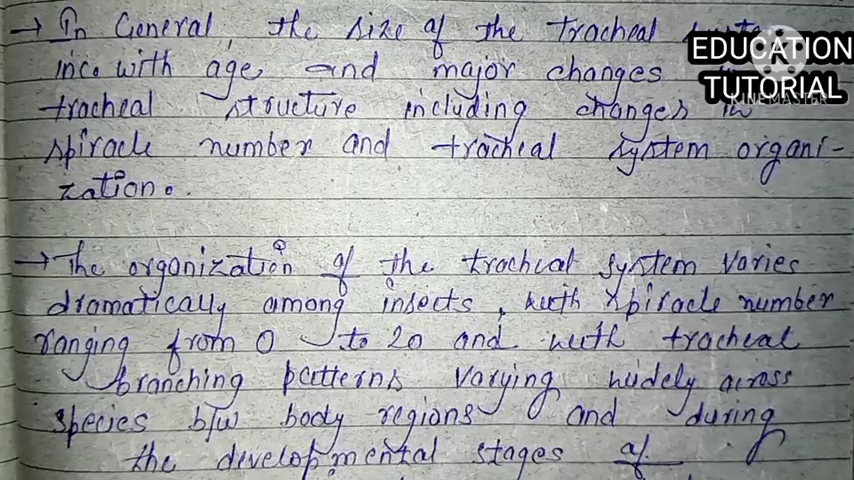 → In General, the size of the tracheal
inc. with age, and major changes
tracheal structure including changes in
spiracle number and tracheal system organi-
zation.
→ The organization of the tracheal system varies
dramatically among insects, with spiracle number
ranging from 0 to 20 and with tracheal
branching patterns varying widely across
species b/w body regions and during
the developmental stages of
EDUCATION
TUTORIAL
KINEMASTER